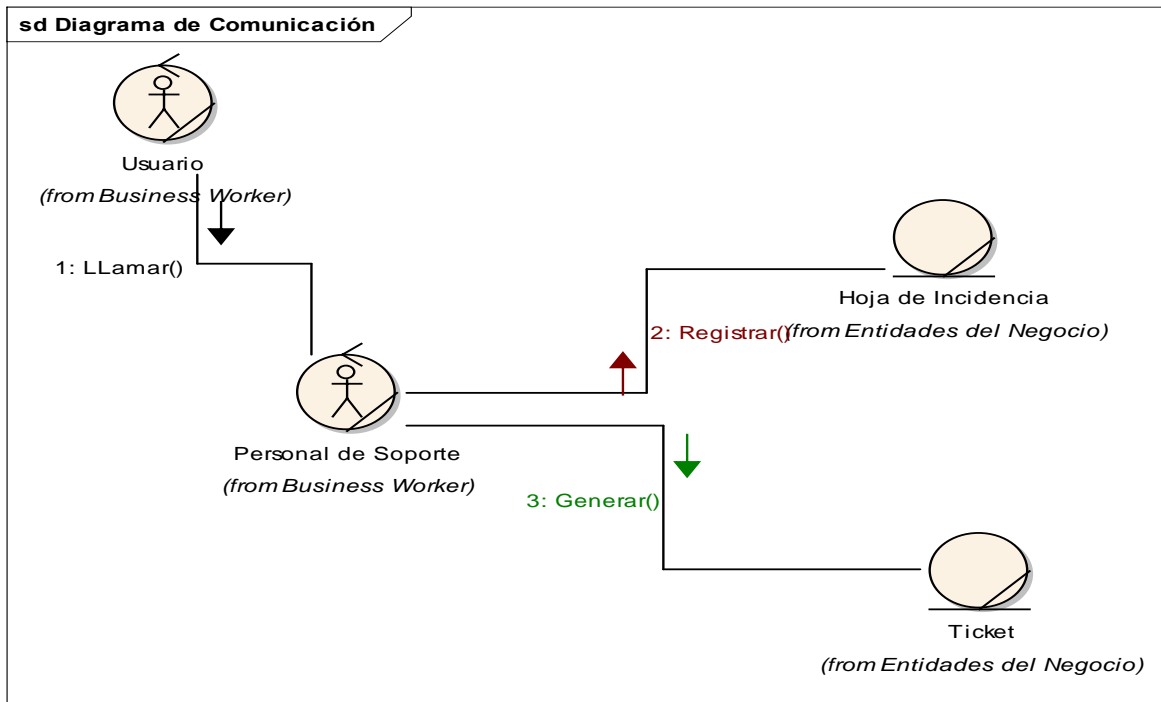 sd Diagrama de Comunicación
Usuario
(from Business Worker)
1: LLamar()
Hoja de Incidencia
2: Registrar()
(from Entidades del Negocio)
Personal de Soporte
(from Business Worker)
3: Generar()
Ticket
(from Entidades del Negocio)